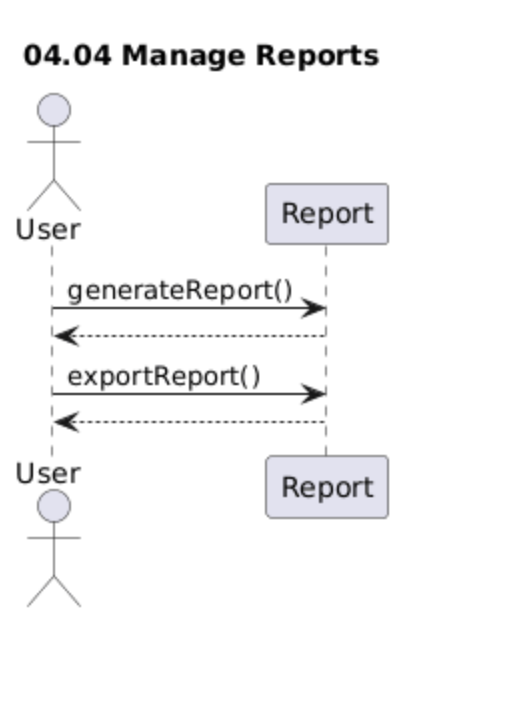 04.04 Manage Reports
User
Report
generateReport()
exportReport()
User
Report